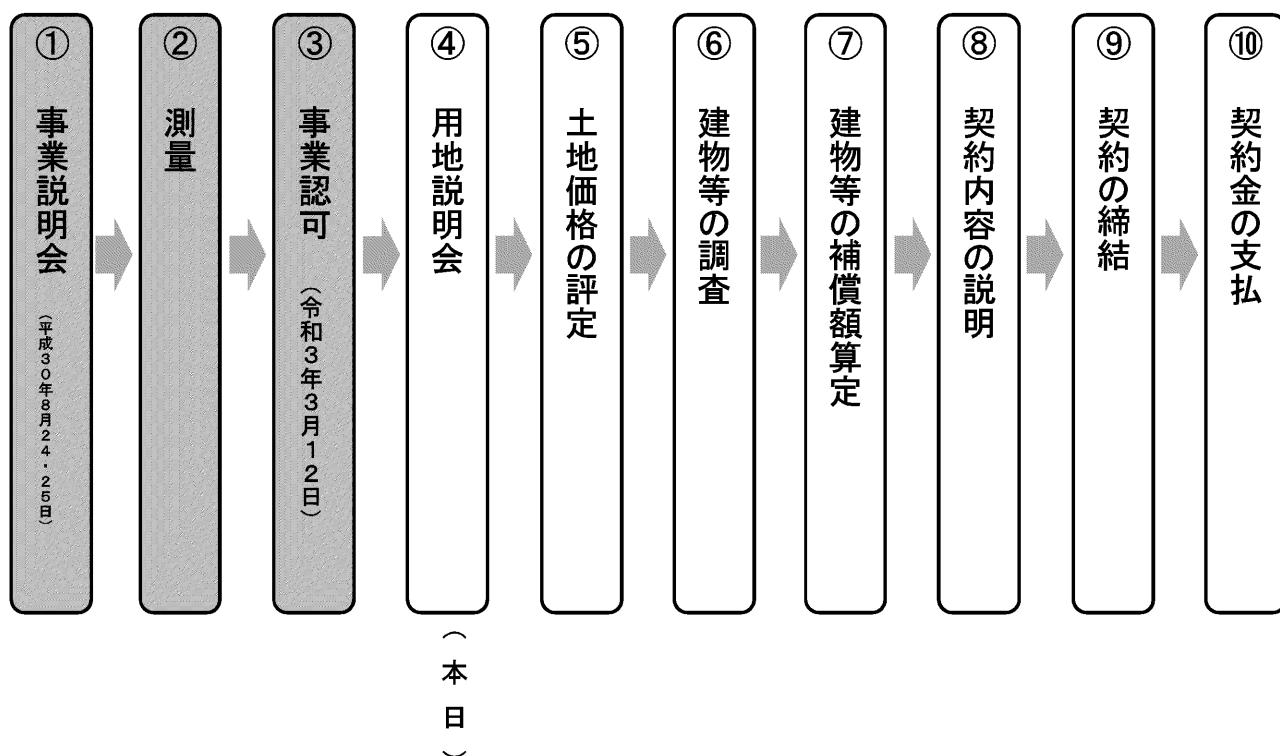 ①
事業説明会
（平成３０年８月２４・２５日）
②
測量
③
事業認可
（令和３年３月１２日）
④
用地説明会
（本日）
⑤
土地価格の評定
⑥
建物等の調査
⑦
建物等の補償額算定
⑧
契約内容の説明
⑨
契約の締結
⑩
契約金の支払